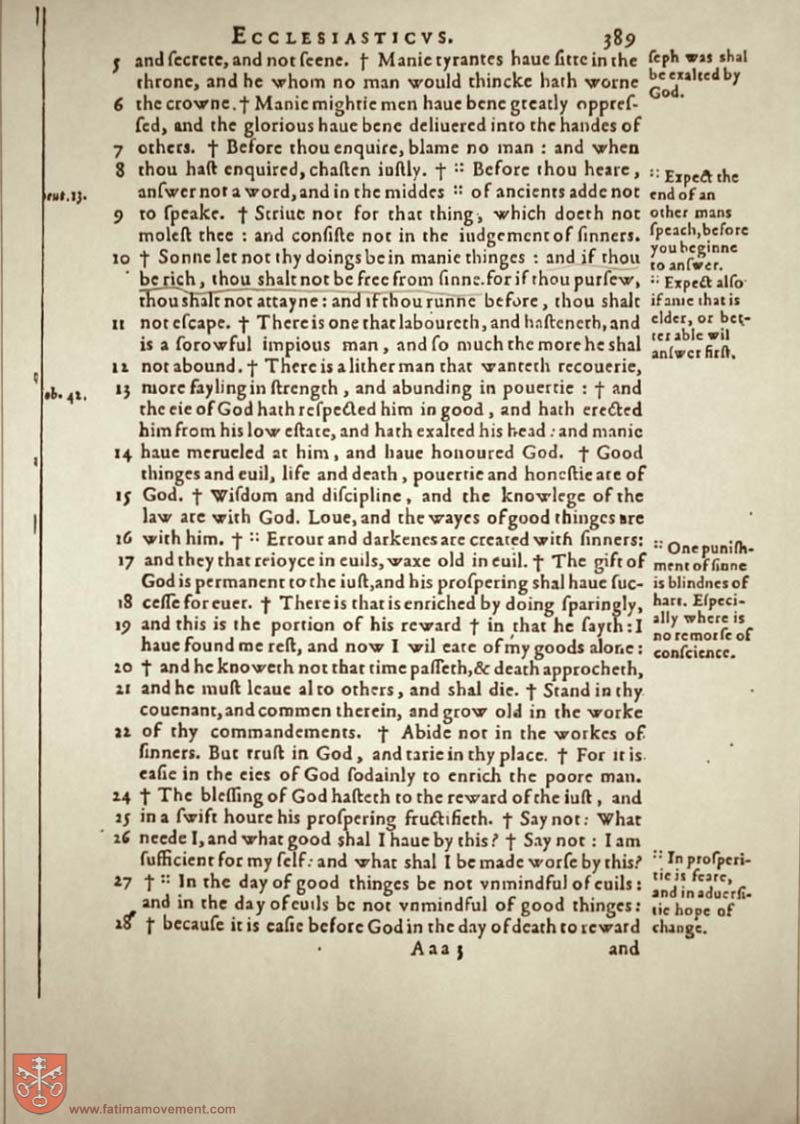 ECCLESIASTICVS. 389
5 and ſecrete, and not ſeene. † Manie tyrantes haue ſitte in the
throne, and he whom no man would thincke hath worne
6 the crowne. † Manie mightie men haue bene greatly oppreſ-
ſed, and the glorious haue bene deliuered into the handes of
7 others. † Before thou enquire, blame no man : and when
8 thou haſt enquired, chaſten iuſtly. † :: Before thou heare,
anſwer not a word, and in the middes :: of ancients adde not
9 to ſpeake. † Striue not for that thing, which doeth not
moleſt thee : and conſiſte not in the iudgement of ſinners.
10 † Sonne let not thy doings be in manie thinges : and if thou
be rich, thou shalt not be free from ſinne. for if thou purſew,
thou shalt not attayne : and if thou runne before, thou shalt
11 not eſcape. † There is one that laboureth, and haſteneth, and
is a ſorowful impious man, and ſo much the more he shal
12 not abound. † There is a lither man that wanteth recouerie,
13 more fayling in ſtrength, and abunding in pouertie : † and
the eie of God hath reſpected him in good, and hath erected
him from his low eſtate, and hath exalted his head : and manie
14 haue merueled at him, and haue honoured God. † Good
thinges and euil, life and death, pouertie and honeſtie are of
15 God. † Wiſdom and diſcipline, and the knowlege of the
law are with God. Loue, and the wayes of good thinges are
16 with him. † :: Errour and darkenes are created with ſinners:
17 and they that reioyce in euils, waxe old in euil. † The gift of
God is permanent to the iuſt, and his proſpering shal haue ſuc-
18 ceſſe for euer. † There is that is enriched by doing ſparingly,
19 and this is the portion of his reward † in that he ſayth : I
haue found me reſt, and now I wil eate of my goods alone :
20 † and he knoweth not that time paſſeth, & death approcheth,
21 and he muſt leaue al to others, and shal die. † Stand in thy
couenant, and commen therein, and grow old in the worke
22 of thy commandements. † Abide not in the workes of
ſinners. But truſt in God, and tarie in thy place. † For it is
eaſie in the eies of God ſodainly to enrich the poore man.
24 † The bleſſing of God haſteth to the reward of the iuſt, and
25 in a ſwift houre his proſpering fructifieth. † Say not : What
26 neede I, and what good shal I haue by this? † Say not : I am
ſufficient for my ſelf : and what shal I be made worſe by this?
27 † :: In the day of good thinges be not vnmindful of euils :
and in the day of euils be not vnmindful of good thinges :
28 † becauſe it is eaſie before God in the day of death to reward
Aaa 3 and
ſeph was shal
be exalted by
God.
:: Expect the
end of an
other mans
ſpeach, before
you beginne
to anſwer.
:: Expect alſo
if anie that is
elder, or bet-
ter able wil
anſwer firſt.
:: One puniſh-
ment of ſinne
is blindnes of
hart. Eſpeci-
ally where is
no remorſe of
conſcience.
:: In proſperi-
tie is feare,
and in aduerſi-
tie hope of
change.
eut. 13.
ob. 42.
www.fatimamovement.com